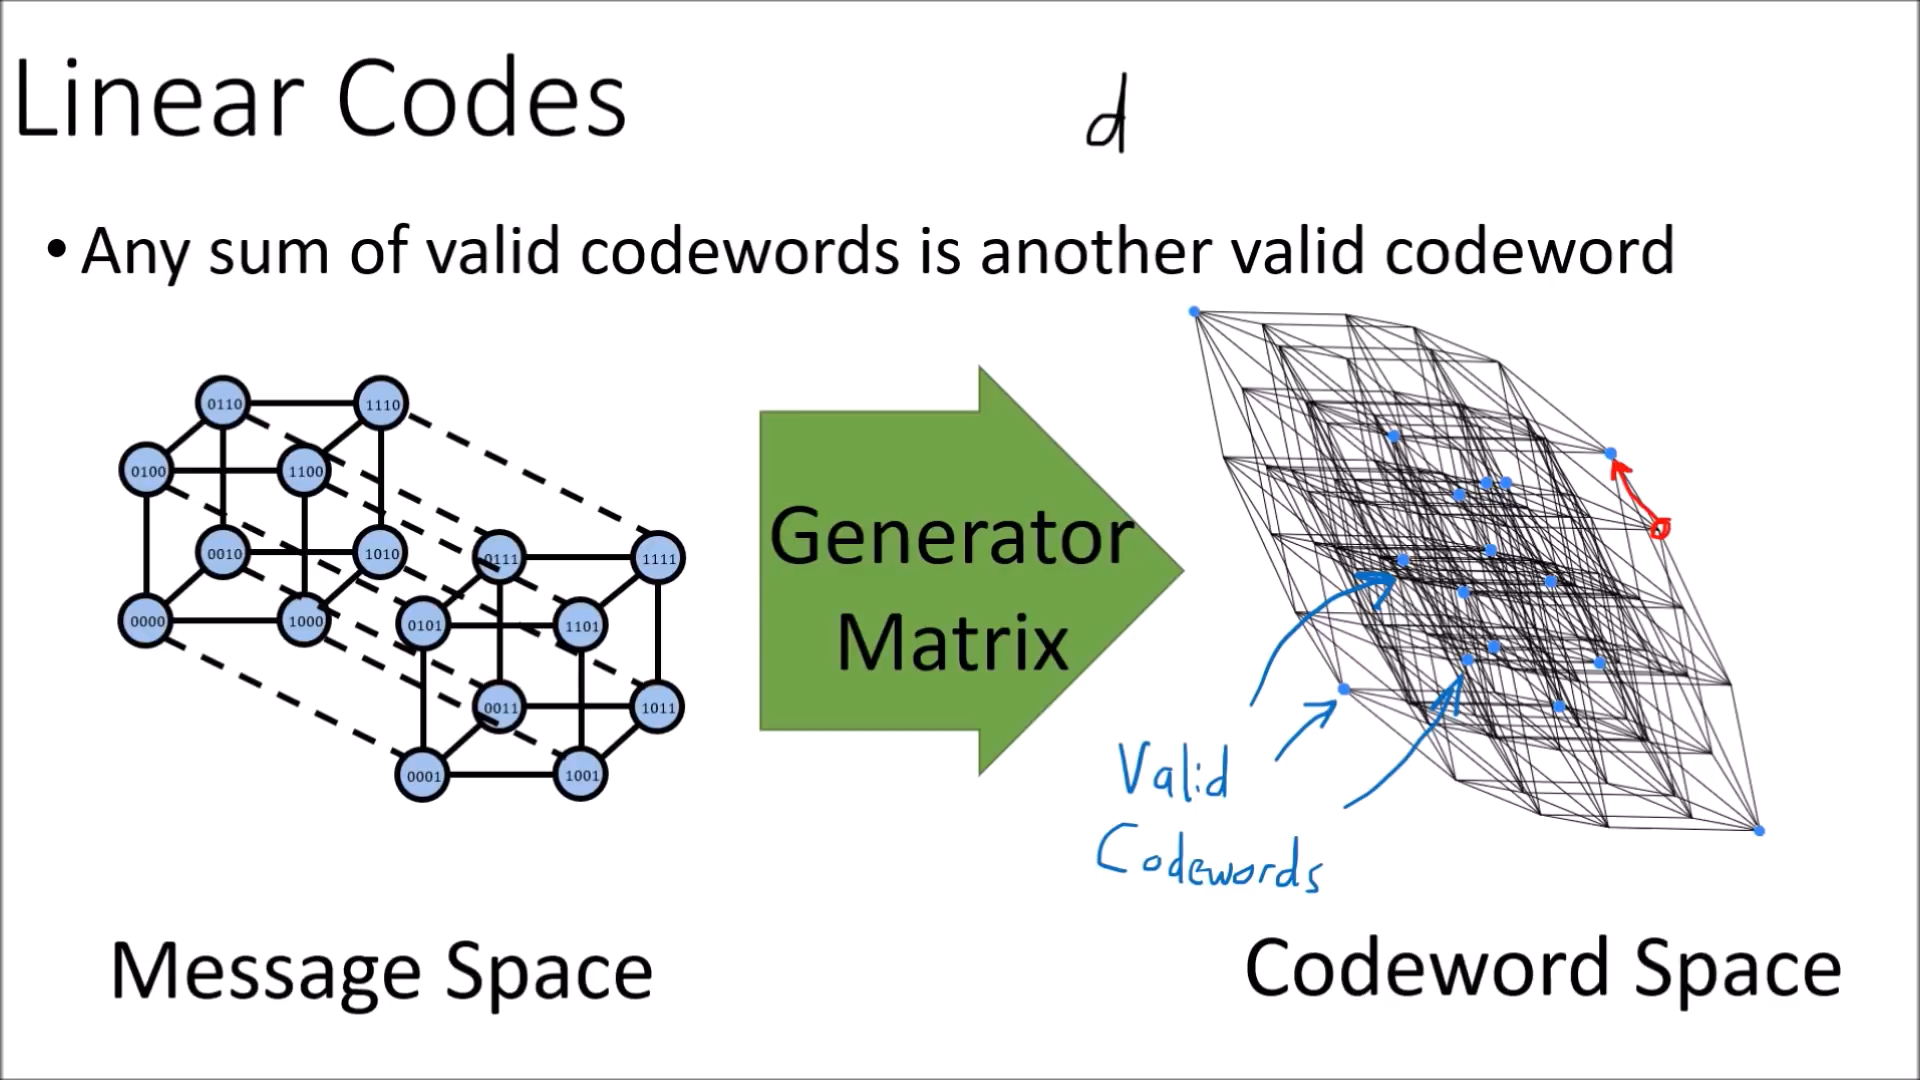 Linear Codes
d
• Any sum of valid codewords is another valid codeword
0110 1110
0100 1100
0010 1010
0111 1111
0000 1000
0101 1101
0011 1011
0001 1001
Generator
Matrix
Valid
Codewords
Message Space
Codeword Space